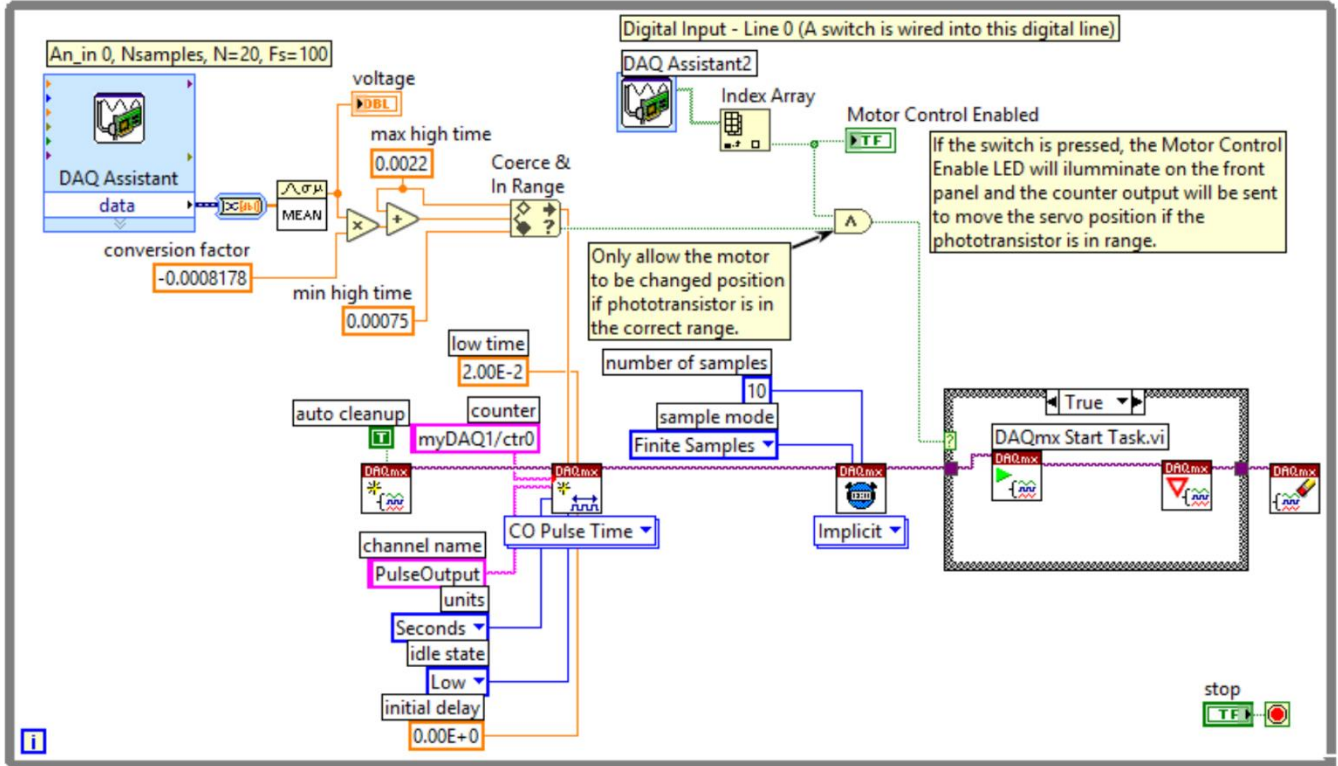 An_in 0, Nsamples, N=20, Fs=100
DAQ Assistant
data
voltage
DBL
MEAN
conversion factor
-0.0008178
max high time
0.0022
min high time
0.00075
Coerce &
In Range
Digital Input - Line 0 (A switch is wired into this digital line)
DAQ Assistant2
Index Array
Motor Control Enabled
TF
If the switch is pressed, the Motor Control
Enable LED will ilumminate on the front
panel and the counter output will be sent
to move the servo position if the
phototransistor is in range.
Only allow the motor
to be changed position
if phototransistor is in
the correct range.
low time
2.00E-2
auto cleanup
T
counter
myDAQ1/ctr0
number of samples
10
sample mode
Finite Samples
DAQmx
DAQmx
CO Pulse Time
DAQmx
Implicit
True
DAQmx Start Task.vi
DAQmx
DAQmx
DAQmx
channel name
PulseOutput
units
Seconds
idle state
Low
initial delay
0.00E+0
stop
TF
i